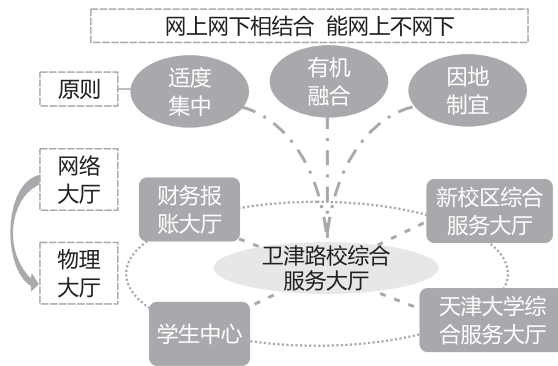 网上网下相结合 能网上不网下
原则
适度
集中
有机
融合
因地
制宜
网络
大厅
物理
大厅
财务报
账大厅
新校区综合
服务大厅
卫津路校综合
服务大厅
学生中心
天津大学综
合服务大厅